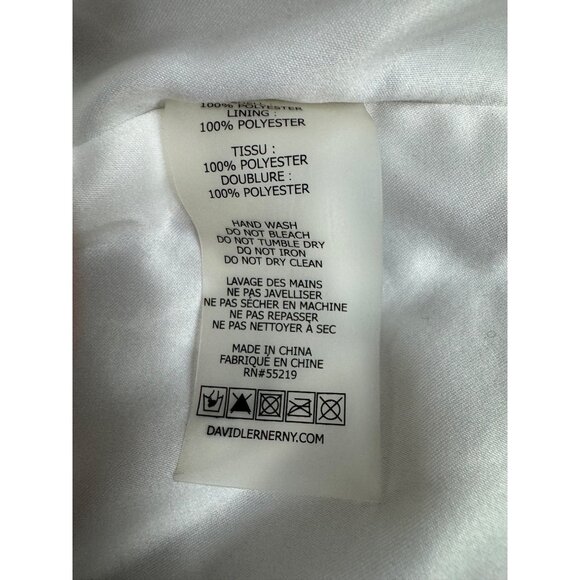 100% POLYESTER
LINING :
100% POLYESTER
TISSU :
100% POLYESTER
DOUBLURE :
100% POLYESTER
HAND WASH
DO NOT BLEACH
DO NOT TUMBLE DRY
DO NOT IRON
DO NOT DRY CLEAN
LAVAGE DES MAINS
NE PAS JAVELLISER
NE PAS SÉCHER EN MACHINE
NE PAS REPASSER
NE PAS NETTOYER À SEC
MADE IN CHINA
FABRIQUÉ EN CHINE
RN#55219
DAVIDLERNERNY.COM